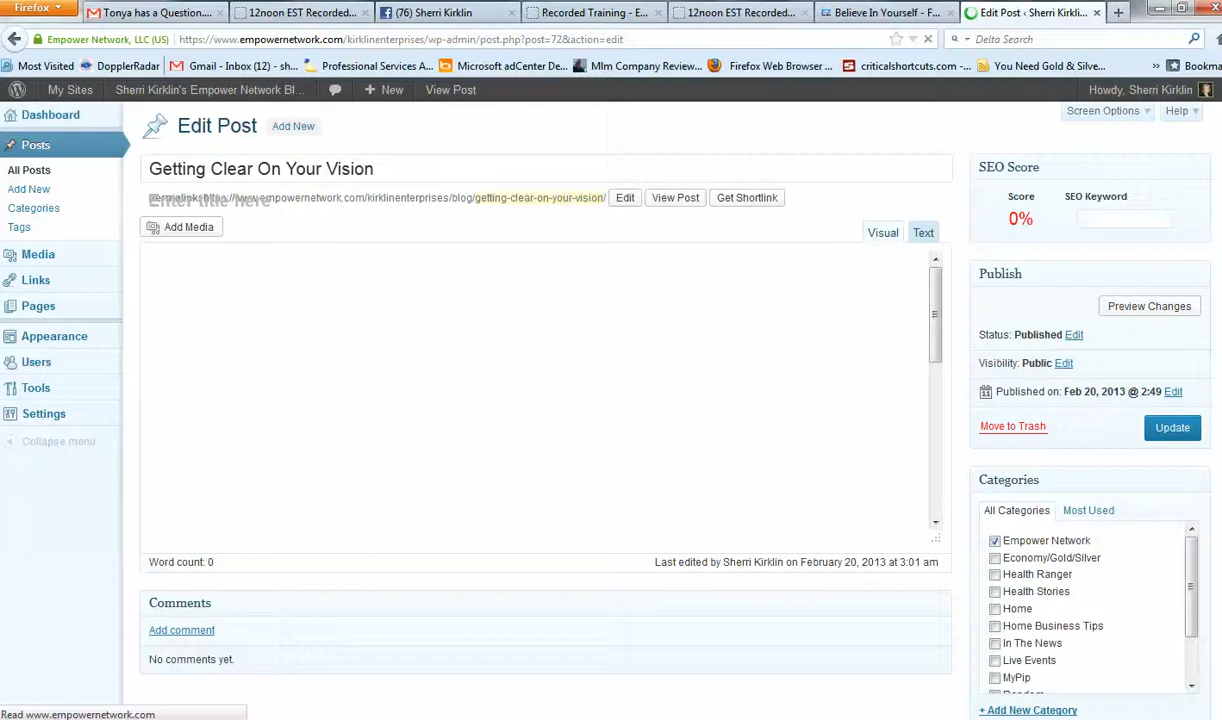 Firefox
Tonya has a Question....
12noon EST Recorded...
(76) Sherri Kirklin
Recorded Training - E...
12noon EST Recorded...
Believe In Yourself - F...
Edit Post ‹ Sherri Kirklin...
Empower Network, LLC (US)
https://www.empowernetwork.com/kirklinenterprises/wp-admin/post.php?post=72&action=edit
Delta Search
Most Visited
DopplerRadar
Gmail - Inbox (12) - sh...
Professional Services A...
Microsoft adCenter De...
Mlm Company Review...
Firefox Web Browser ...
criticalshortcuts.com -...
You Need Gold & Silve...
Bookma
My Sites
Sherri Kirklin's Empower Network Bl...
New
View Post
Howdy, Sherri Kirklin
Dashboard
Posts
All Posts
Add New
Categories
Tags
Media
Links
Pages
Appearance
Users
Tools
Settings
Collapse menu
Edit Post
Add New
Screen Options
Help
Getting Clear On Your Vision
Enter title here
Permalink: https://www.empowernetwork.com/kirklinenterprises/blog/getting-clear-on-your-vision/
Edit
View Post
Get Shortlink
Add Media
Visual
Text
Word count: 0
Last edited by Sherri Kirklin on February 20, 2013 at 3:01 am
Comments
Add comment
No comments yet.
SEO Score
Score
SEO Keyword
0%
Publish
Preview Changes
Status: Published Edit
Visibility: Public Edit
Published on: Feb 20, 2013 @ 2:49 Edit
Move to Trash
Update
Categories
All Categories
Most Used
Empower Network
Economy/Gold/Silver
Health Ranger
Health Stories
Home
Home Business Tips
In The News
Live Events
MyPip
+ Add New Category
Read www.empowernetwork.com